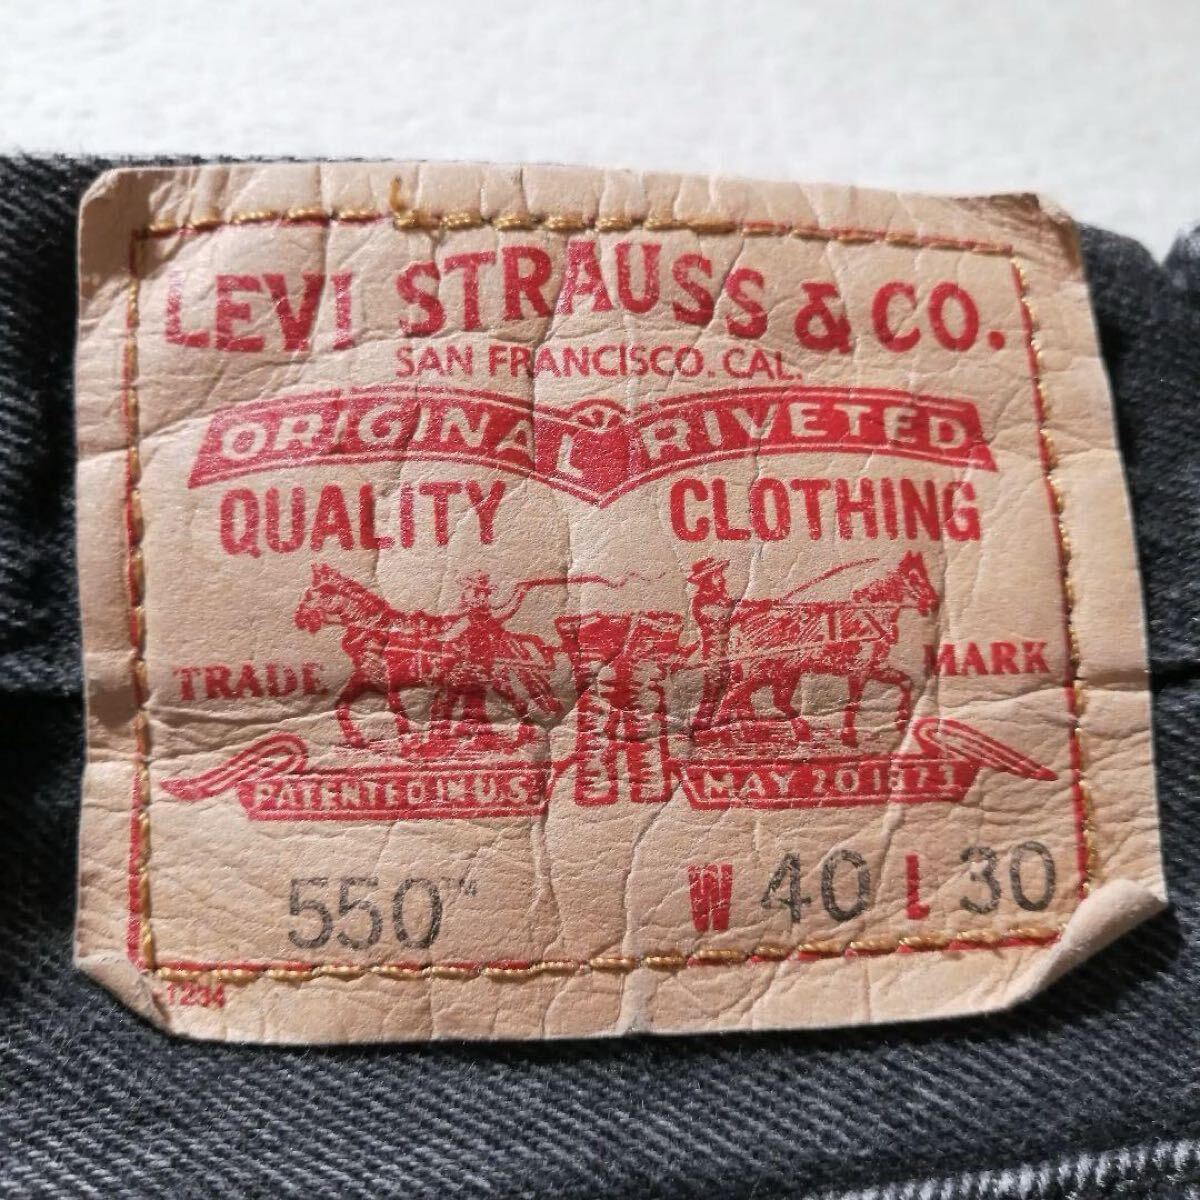 LEVI STRAUSS & CO.
SAN FRANCISCO. CAL.
ORIGINAL RIVETED
QUALITY CLOTHING
TRADE MARK
PATENTED IN U.S. MAY 20 1873
550™ W 40 L 30
-1234